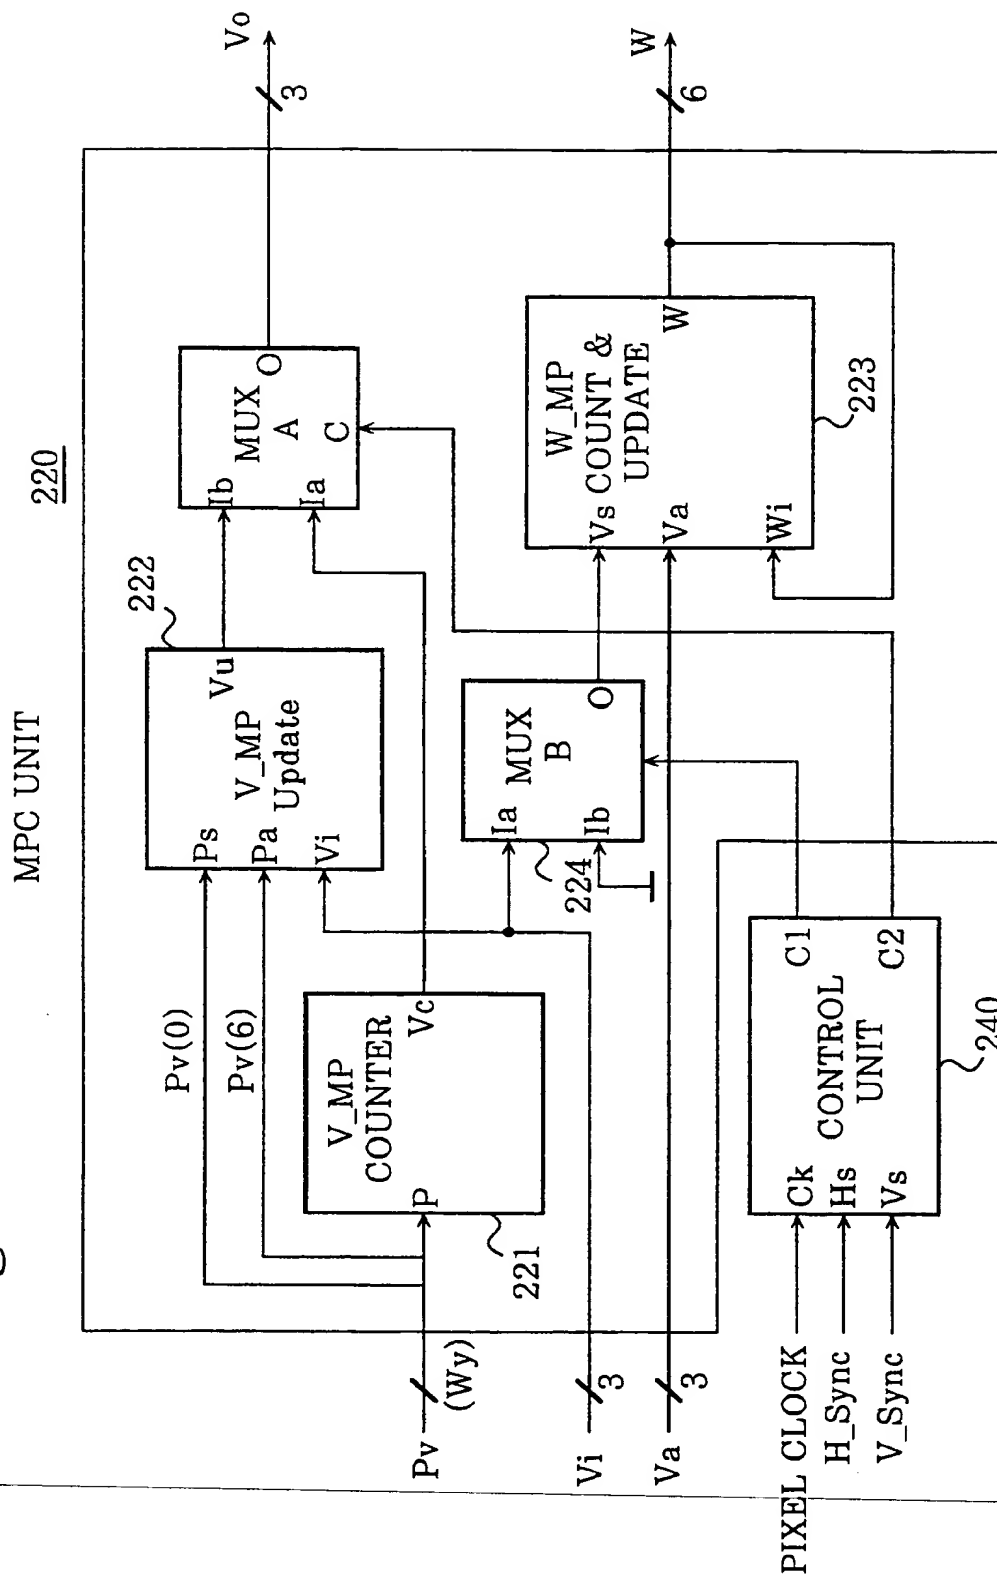 MPC UNIT
220
Pv
(Wy)
Pv(0)
Pv(6)
P
V_MP
COUNTER
Vc
221
Ps
Pa
Vi
V_MP
Update
Vu
222
Ib
Ia
MUX
A
C
O
3
Vo
Vi
3
Va
3
Ia
Ib
MUX
B
O
224
Vs
Va
Wi
W_MP
COUNT &
UPDATE
W
223
6
W
PIXEL CLOCK
H_Sync
V_Sync
Ck
Hs
Vs
CONTROL
UNIT
C1
C2
240